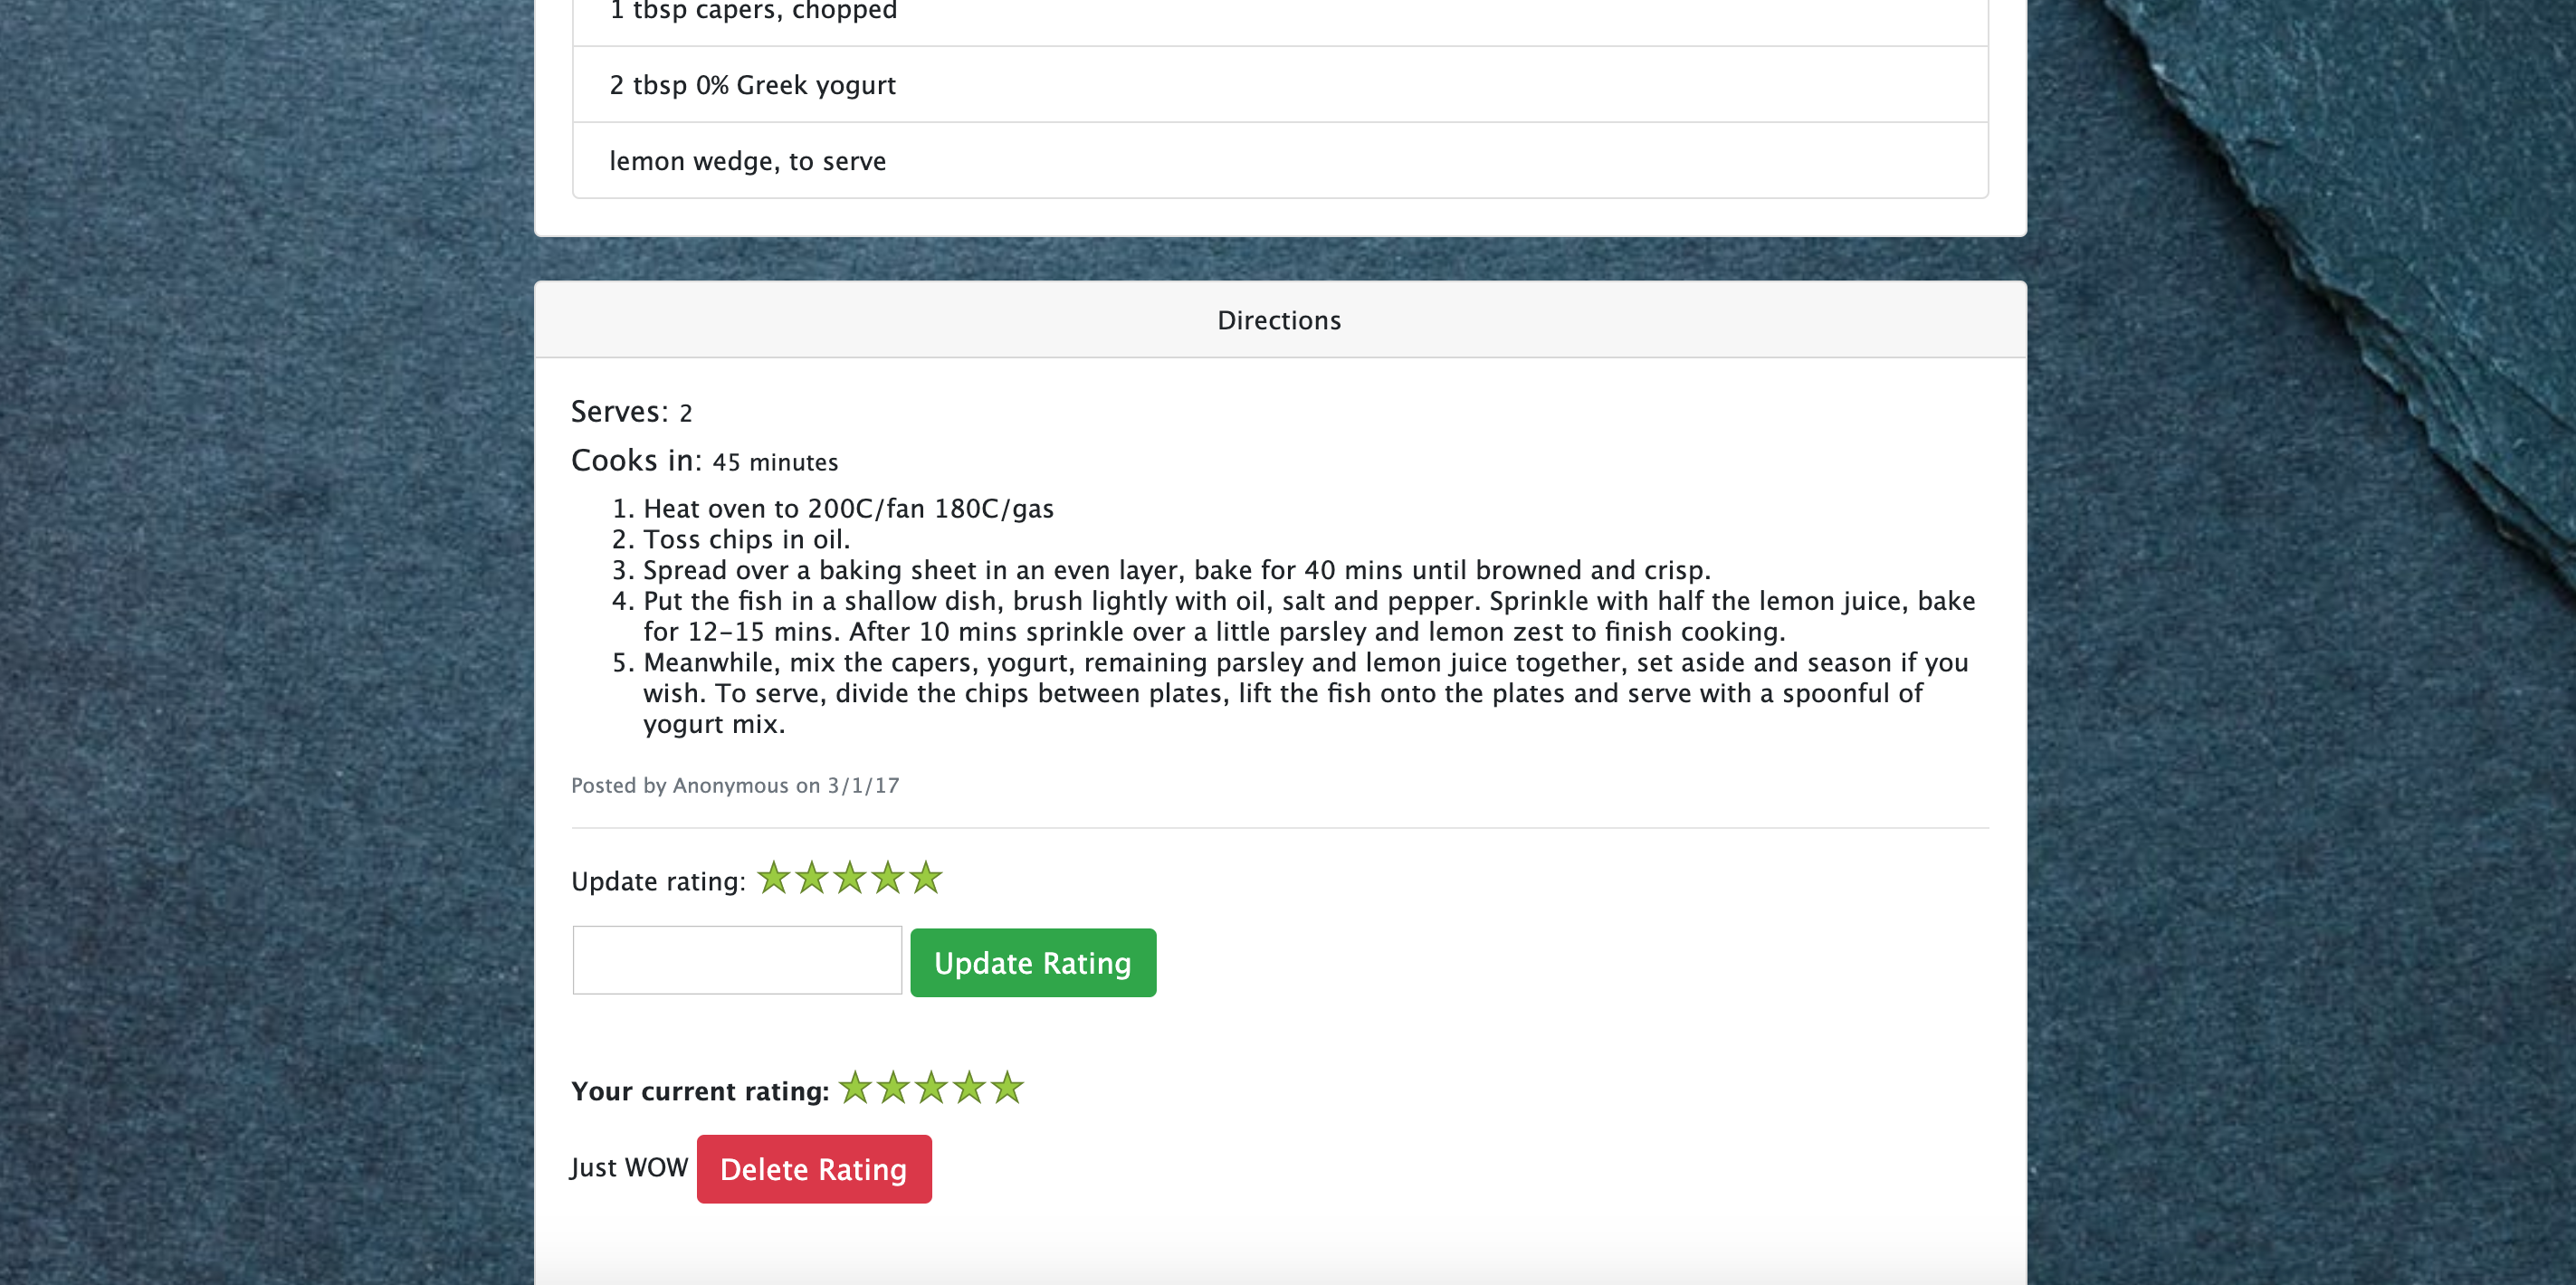 1 tbsp capers, chopped
2 tbsp 0% Greek yogurt
lemon wedge, to serve
Directions
Serves: 2
Cooks in: 45 minutes
1. Heat oven to 200C/fan 180C/gas
2. Toss chips in oil.
3. Spread over a baking sheet in an even layer, bake for 40 mins until browned and crisp.
4. Put the fish in a shallow dish, brush lightly with oil, salt and pepper. Sprinkle with half the lemon juice, bake
for 12–15 mins. After 10 mins sprinkle over a little parsley and lemon zest to finish cooking.
5. Meanwhile, mix the capers, yogurt, remaining parsley and lemon juice together, set aside and season if you
wish. To serve, divide the chips between plates, lift the fish onto the plates and serve with a spoonful of
yogurt mix.
Posted by Anonymous on 3/1/17
Update rating:
Update Rating
Your current rating:
Just WOW Delete Rating